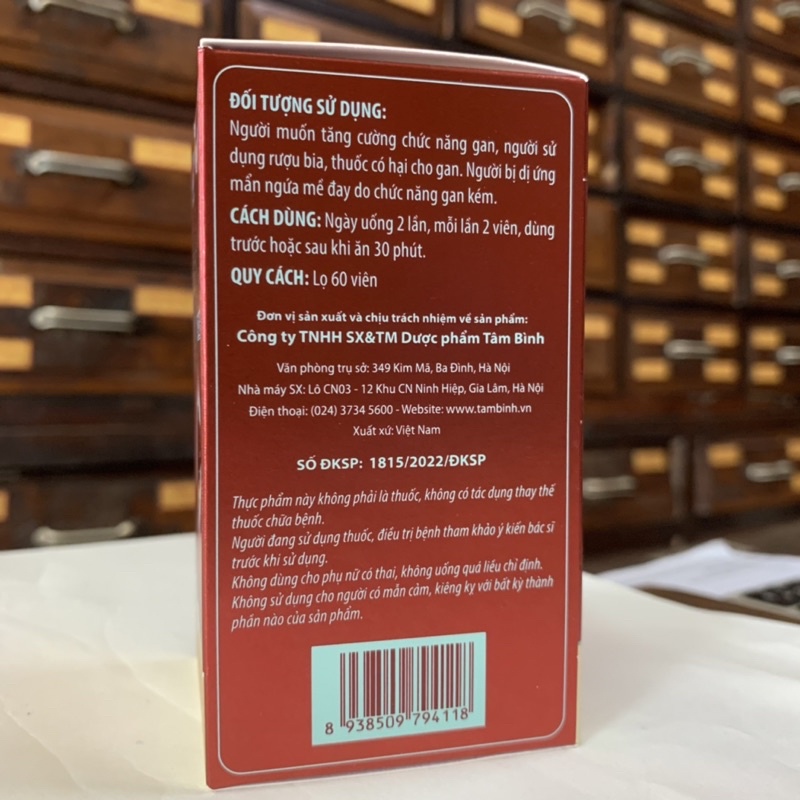 ĐỐI TƯỢNG SỬ DỤNG:
Người muốn tăng cường chức năng gan, người sử
dụng rượu bia, thuốc có hại cho gan. Người bị dị ứng
mẩn ngứa mề đay do chức năng gan kém.
CÁCH DÙNG: Ngày uống 2 lần, mỗi lần 2 viên, dùng
trước hoặc sau khi ăn 30 phút.
QUY CÁCH: Lọ 60 viên
Đơn vị sản xuất và chịu trách nhiệm về sản phẩm:
Công ty TNHH SX&TM Dược phẩm Tâm Bình
Văn phòng trụ sở: 349 Kim Mã, Ba Đình, Hà Nội
Nhà máy SX: Lô CN03 - 12 Khu CN Ninh Hiệp, Gia Lâm, Hà Nội
Điện thoại: (024) 3734 5600 - Website: www.tambinh.vn
Xuất xứ: Việt Nam
SỐ ĐKSP: 1815/2022/ĐKSP
Thực phẩm này không phải là thuốc, không có tác dụng thay thế
thuốc chữa bệnh.
Người đang sử dụng thuốc, điều trị bệnh tham khảo ý kiến bác sĩ
trước khi sử dụng.
Không dùng cho phụ nữ có thai, không uống quá liều chỉ định.
Không sử dụng cho người có mẫn cảm, kiêng kỵ với bất kỳ thành
phần nào của sản phẩm.
8 938509 794118